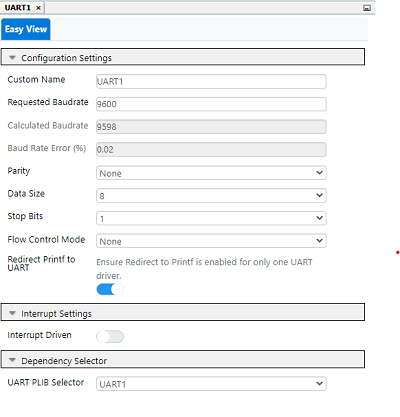 UART1 ×
Easy View
Configuration Settings
Custom Name UART1
Requested Baudrate 9600
Calculated Baudrate 9598
Baud Rate Error (%) 0.02
Parity None
Data Size 8
Stop Bits 1
Flow Control Mode None
Redirect Printf to
UART
Ensure Redirect to Printf is enabled for only one UART
driver.
Interrupt Settings
Interrupt Driven
Dependency Selector
UART PLIB Selector UART1